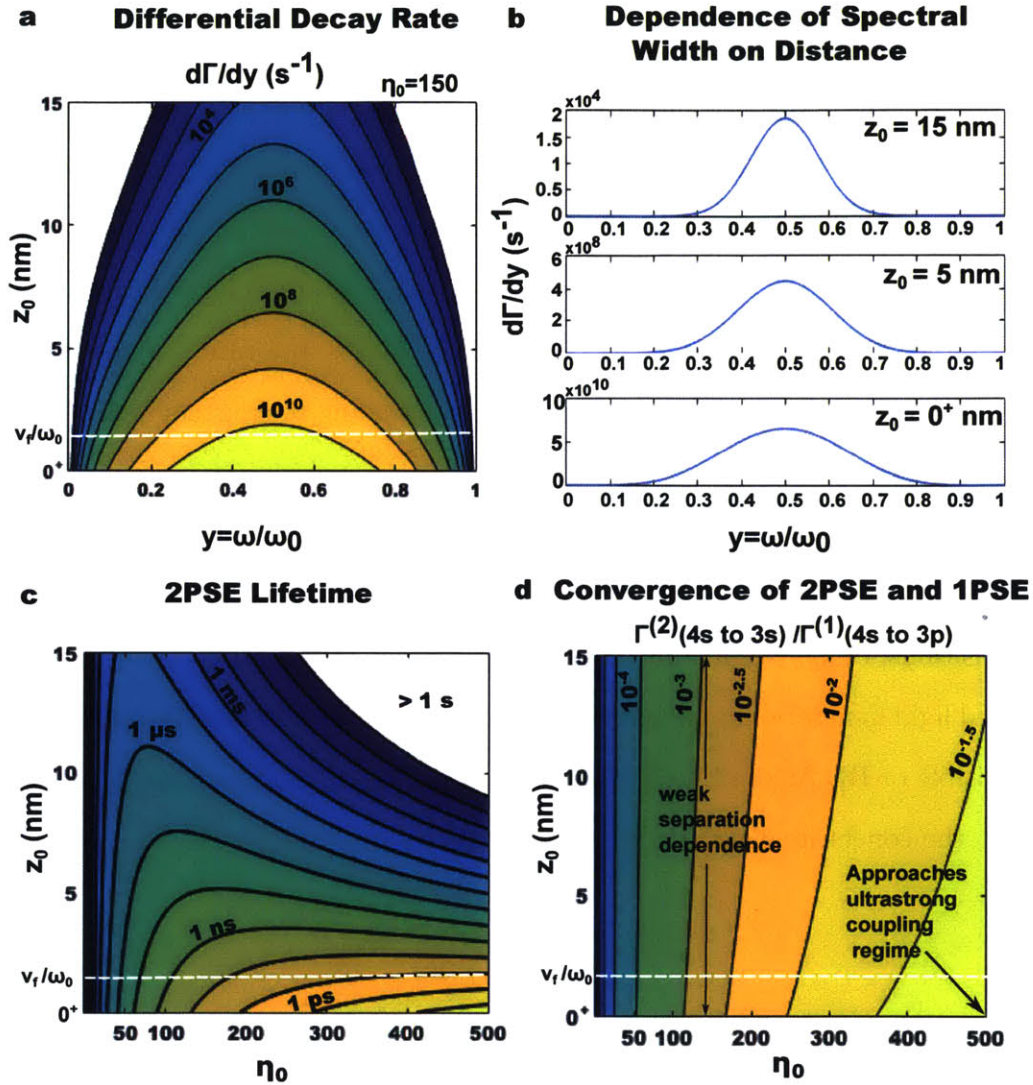 a Differential Decay Rate
dΓ/dy (s⁻¹)
η₀=150
15
10
5
0⁺
z₀ (nm)
v_f/ω₀
10⁴
10⁶
10⁸
10¹⁰
0 0.2 0.4 0.6 0.8 1
y=ω/ω₀
b Dependence of Spectral
Width on Distance
dΓ/dy (s⁻¹)
x10⁴
2
1.5
1
0.5
0
z₀ = 15 nm
0 0.1 0.2 0.3 0.4 0.5 0.6 0.7 0.8 0.9 1
x10⁸
6
4
2
0
z₀ = 5 nm
0 0.1 0.2 0.3 0.4 0.5 0.6 0.7 0.8 0.9 1
x10¹⁰
10
8
6
4
2
0
z₀ = 0⁺ nm
0 0.1 0.2 0.3 0.4 0.5 0.6 0.7 0.8 0.9 1
y=ω/ω₀
c 2PSE Lifetime
15
10
5
0⁺
z₀ (nm)
v_f/ω₀
> 1 s
1 ms
1 μs
1 ns
1 ps
50 100 200 300 400 500
η₀
d Convergence of 2PSE and 1PSE
Γ⁽²⁾(4s to 3s) /Γ⁽¹⁾(4s to 3p)
15
10
5
0⁺
z₀ (nm)
v_f/ω₀
10⁻⁴
10⁻³
10⁻²·⁵
10⁻²
10⁻¹·⁵
weak
separation
dependence
Approaches
ultrastrong
coupling
regime
50 100 200 300 400 500
η₀